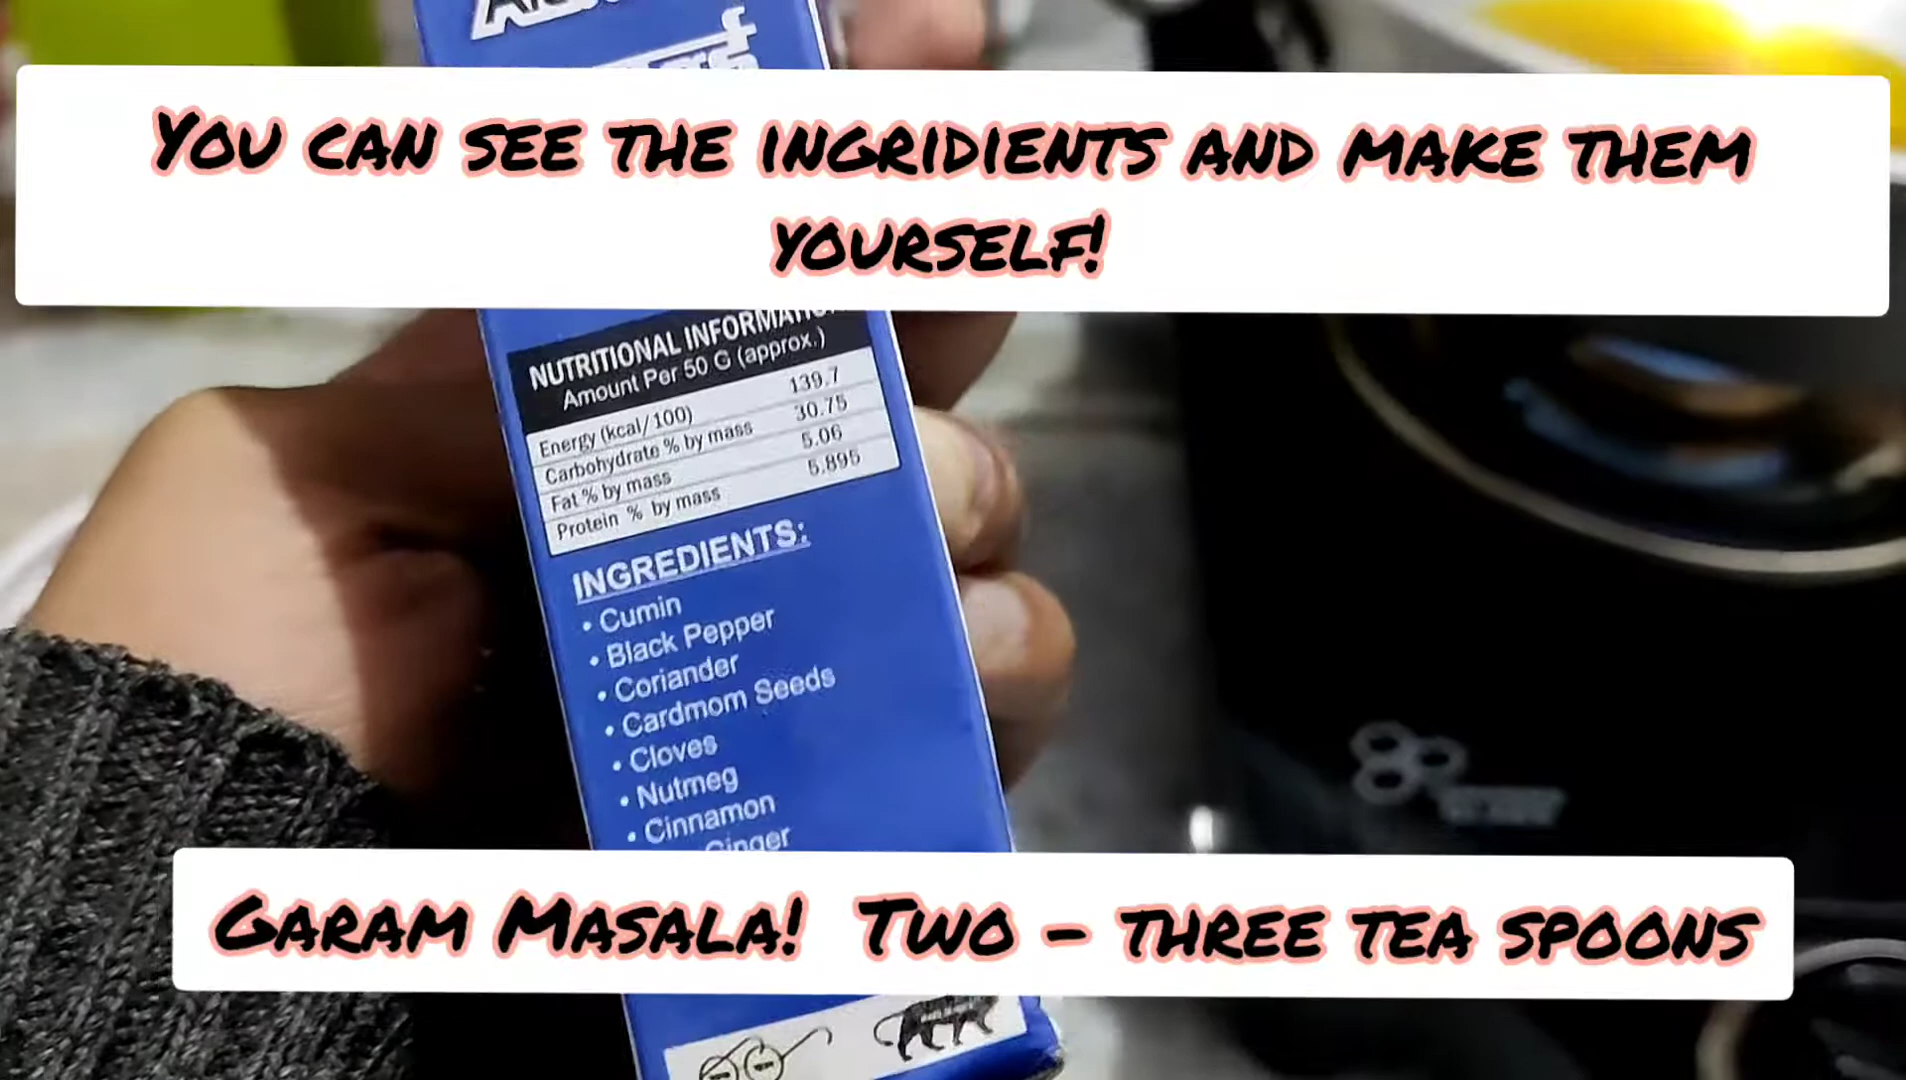 You can see the ingridients and make them
yourself!
NUTRITIONAL INFORMATION
Amount Per 50 G (approx.)
Energy (kcal/100) 139.7
Carbohydrate % by mass 30.75
Fat % by mass 5.06
Protein % by mass 5.895
INGREDIENTS:
• Cumin
• Black Pepper
• Coriander
• Cardmom Seeds
• Cloves
• Nutmeg
• Cinnamon
Ginger
Garam Masala! Two - three tea spoons